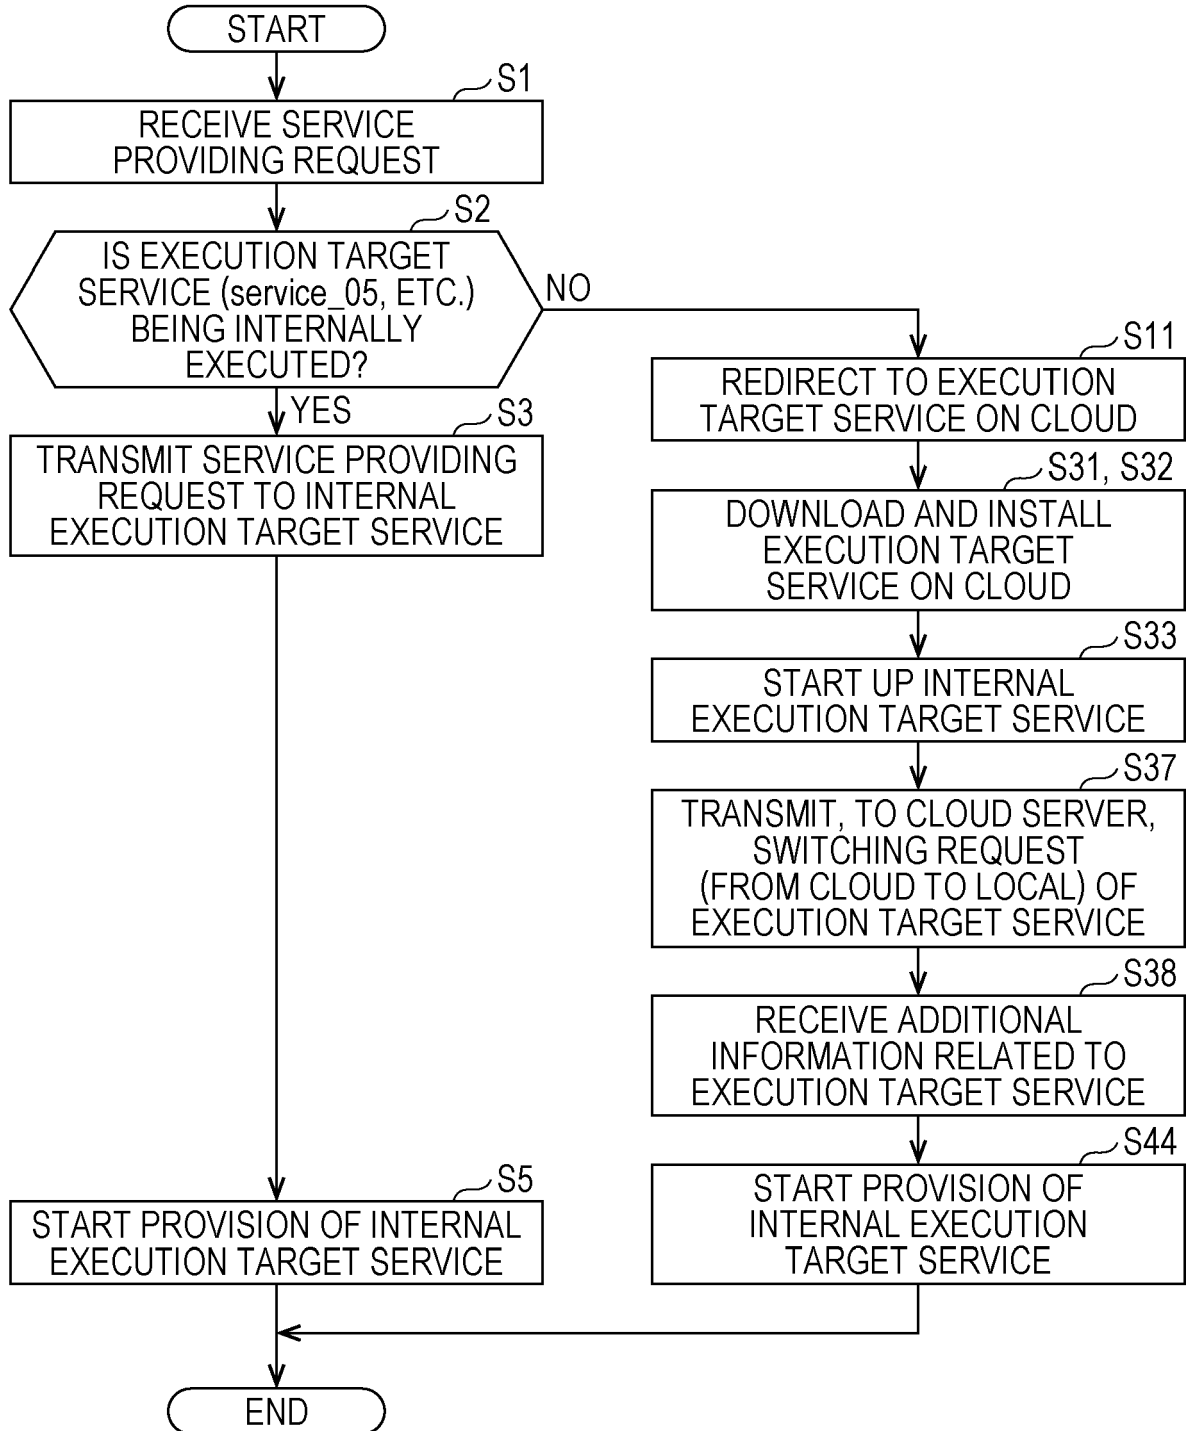 START
S1
RECEIVE SERVICE
PROVIDING REQUEST
S2
IS EXECUTION TARGET
SERVICE (service_05, ETC.)
BEING INTERNALLY
EXECUTED?
NO
YES
S3
TRANSMIT SERVICE PROVIDING
REQUEST TO INTERNAL
EXECUTION TARGET SERVICE
S11
REDIRECT TO EXECUTION
TARGET SERVICE ON CLOUD
S31, S32
DOWNLOAD AND INSTALL
EXECUTION TARGET
SERVICE ON CLOUD
S33
START UP INTERNAL
EXECUTION TARGET SERVICE
S37
TRANSMIT, TO CLOUD SERVER,
SWITCHING REQUEST
(FROM CLOUD TO LOCAL) OF
EXECUTION TARGET SERVICE
S38
RECEIVE ADDITIONAL
INFORMATION RELATED TO
EXECUTION TARGET SERVICE
S44
START PROVISION OF
INTERNAL EXECUTION
TARGET SERVICE
S5
START PROVISION OF INTERNAL
EXECUTION TARGET SERVICE
END